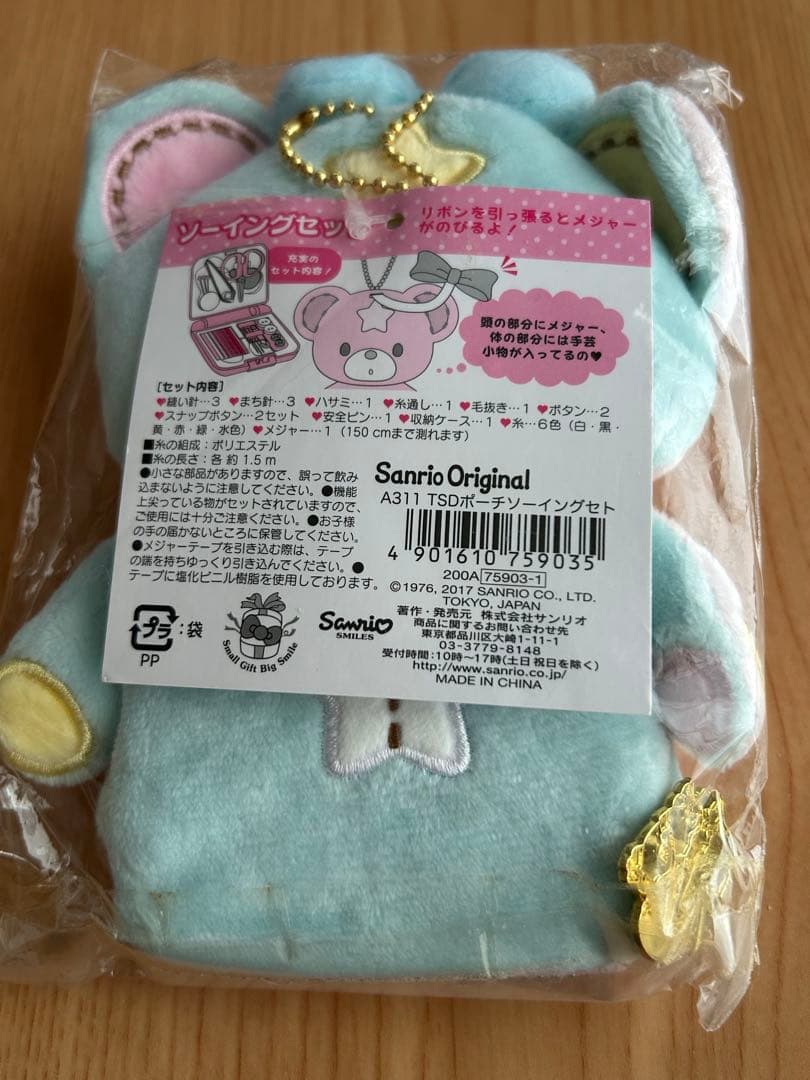 ソーイングセット
リボンを引っ張るとメジャー
がのびるよ!
充実の
セット内容!
頭の部分にメジャー、
体の部分には手芸
小物が入ってるの♥
[セット内容]
♥縫い針…3 ♥まち針…3 ♥ハサミ…1 ♥糸通し…1 ♥毛抜き…1 ♥ボタン…2
♥スナップボタン…2セット ♥安全ピン…1 ♥収納ケース…1 ♥糸…6色(白・黒・
黄・赤・緑・水色) ♥メジャー…1 (150 cmまで測れます)
■糸の組成:ポリエステル
■糸の長さ:各 約 1.5 m
●小さな部品がありますので、誤って飲み
込まないように注意してください。●機能
上尖っている物がセットされていますので、
ご使用には十分ご注意ください。●お子様
の手の届かないところに保管してください。
●メジャーテープを引き込む際は、テープ
の端を持ちゆっくり引き込んでください。●
テープに塩化ビニル樹脂を使用しております。
Sanrio Original
A311 TSDポーチソーイングセト
4 901610 759035
200A 75903-1
©1976, 2017 SANRIO CO., LTD.
TOKYO, JAPAN
著作・発売元 株式会社サンリオ
商品に関するお問い合わせ先
東京都品川区大崎1-11-1
03-3779-8148
受付時間:10時〜17時(土日祝日を除く)
http://www.sanrio.co.jp/
MADE IN CHINA
プラ :袋
PP
Small Gift Big Smile
Sanrio
SMILES